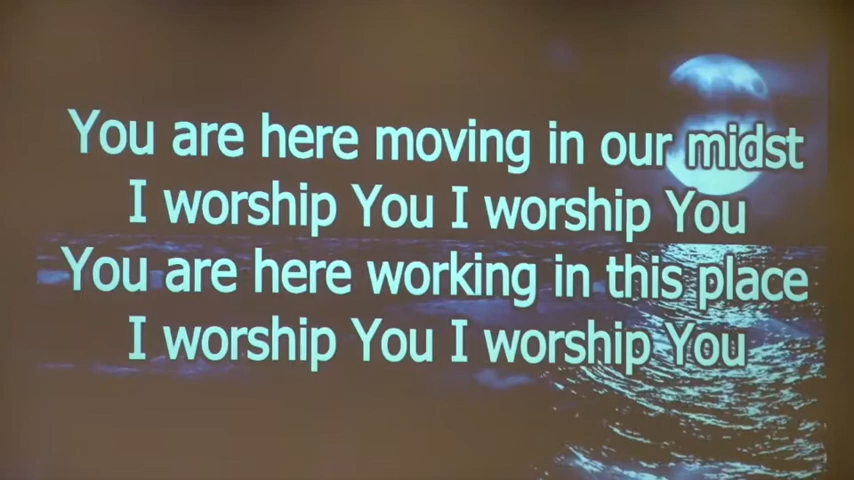 You are here moving in our midst
I worship You I worship You
You are here working in this place
I worship You I worship You